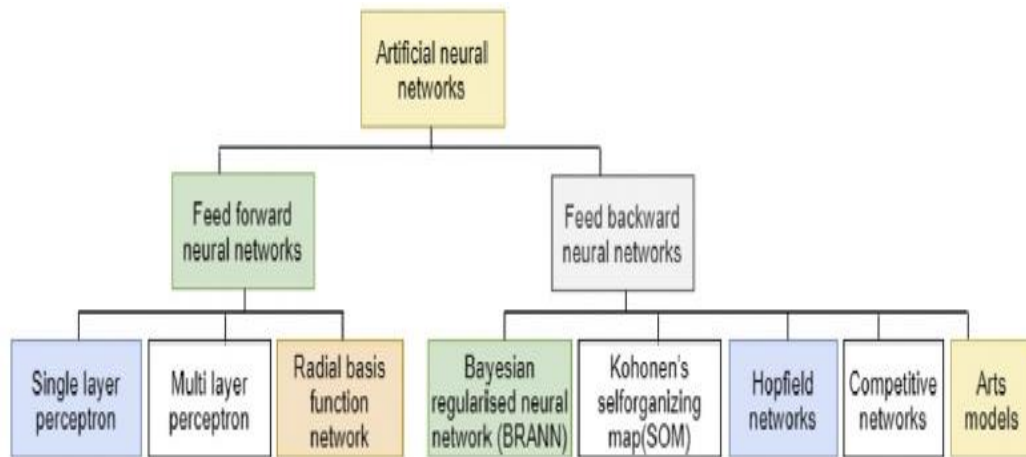 Artificial neural
networks
Feed forward
neural networks
Feed backward
neural networks
Single layer
perceptron
Multi layer
perceptron
Radial basis
function
network
Bayesian
regularised neural
network (BRANN)
Kohonen's
selforganizing
map(SOM)
Hopfield
networks
Competitive
networks
Arts
models